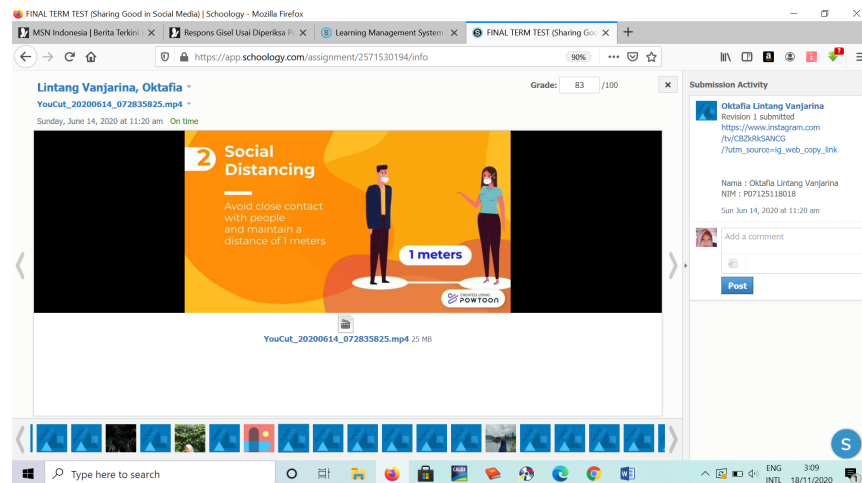 FINAL TERM TEST (Sharing Good in Social Media) | Schoology - Mozilla Firefox
MSN Indonesia | Berita Terkini
Respons Gisel Usai Diperiksa Po
Learning Management System
FINAL TERM TEST (Sharing Goo
https://app.schoology.com/assignment/2571530194/info
90%
Lintang Vanjarina, Oktafia
YouCut_20200614_072835825.mp4
Sunday, June 14, 2020 at 11:20 am On time
Grade: 83 /100
2 Social
Distancing
Avoid close contact
with people
and maintain a
distance of 1 meters
1 meters
CREATED USING
POWTOON
YouCut_20200614_072835825.mp4 25 MB
Submission Activity
Oktafia Lintang Vanjarina
Revision 1 submitted
https://www.instagram.com
/tv/CBZkRkSANCG
/?utm_source=ig_web_copy_link
Nama : Oktafia Lintang Vanjarina
NIM : P07125118018
Sun Jun 14, 2020 at 11:20 am
Add a comment
Post
S
Type here to search
ENG
INTL
3:09
18/11/2020